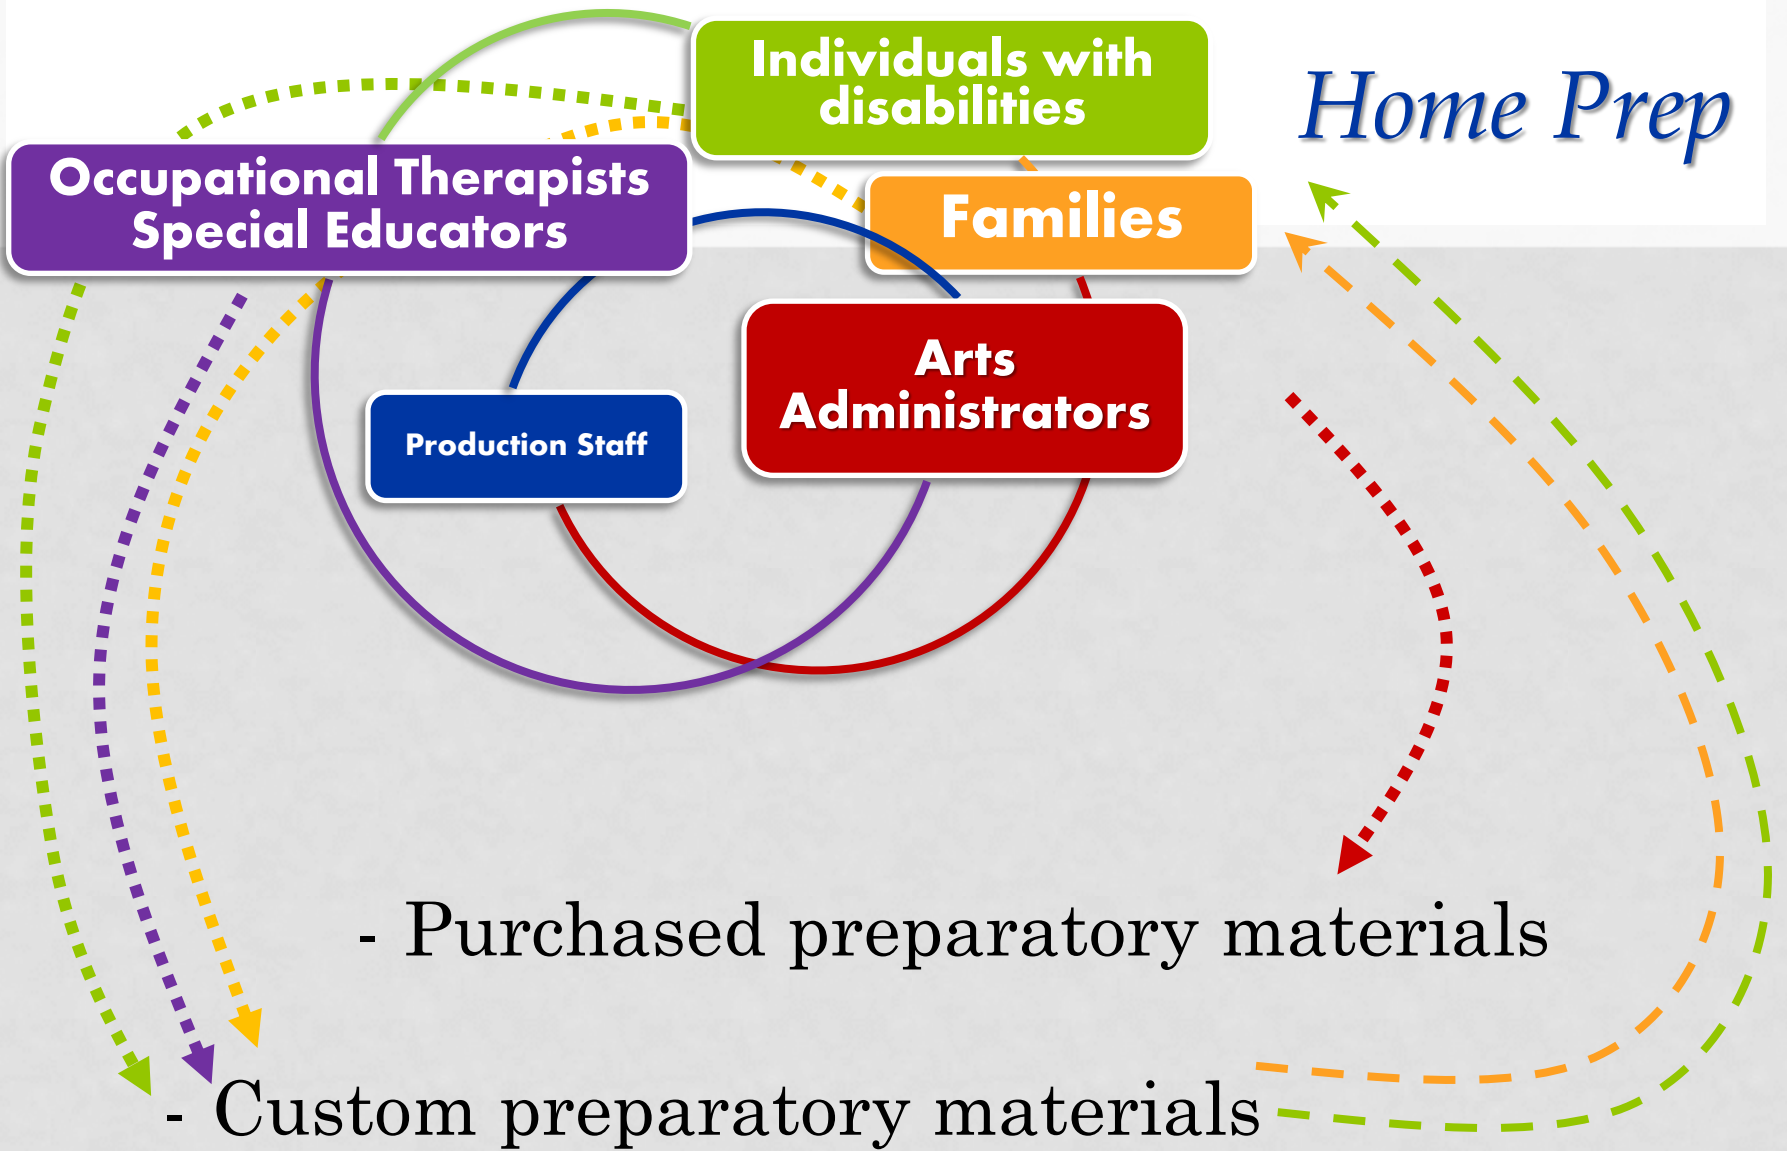 Individuals with
disabilities
Home Prep
Occupational Therapists
Special Educators
Families
Arts
Administrators
Production Staff
- Purchased preparatory materials
- Custom preparatory materials